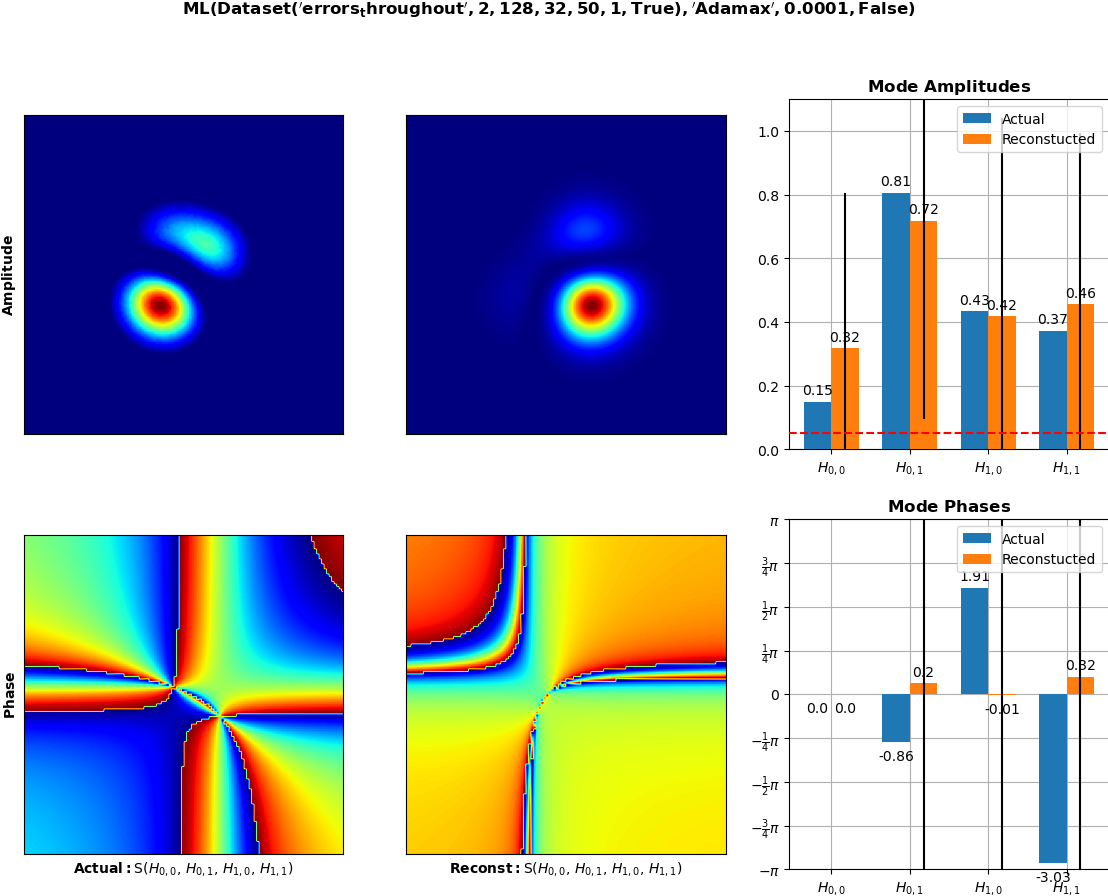 ML(Dataset('errors_throughout', 2, 128, 32, 50, 1, True), 'Adamax', 0.0001, False)
Amplitude
Mode Amplitudes
Actual
Reconstucted
1.0
0.8
0.6
0.4
0.2
0.0
0.15
0.32
0.81
0.72
0.43
0.42
0.37
0.46
H0,0
H0,1
H1,0
H1,1
Phase
Actual: S(H0,0, H0,1, H1,0, H1,1)
Reconst: S(H0,0, H0,1, H1,0, H1,1)
Mode Phases
Actual
Reconstucted
π
3/4π
1/2π
1/4π
0
−1/4π
−1/2π
−3/4π
−π
0.0
0.0
-0.86
0.2
1.91
-0.01
-3.03
0.32
H0,0
H0,1
H1,0
H1,1